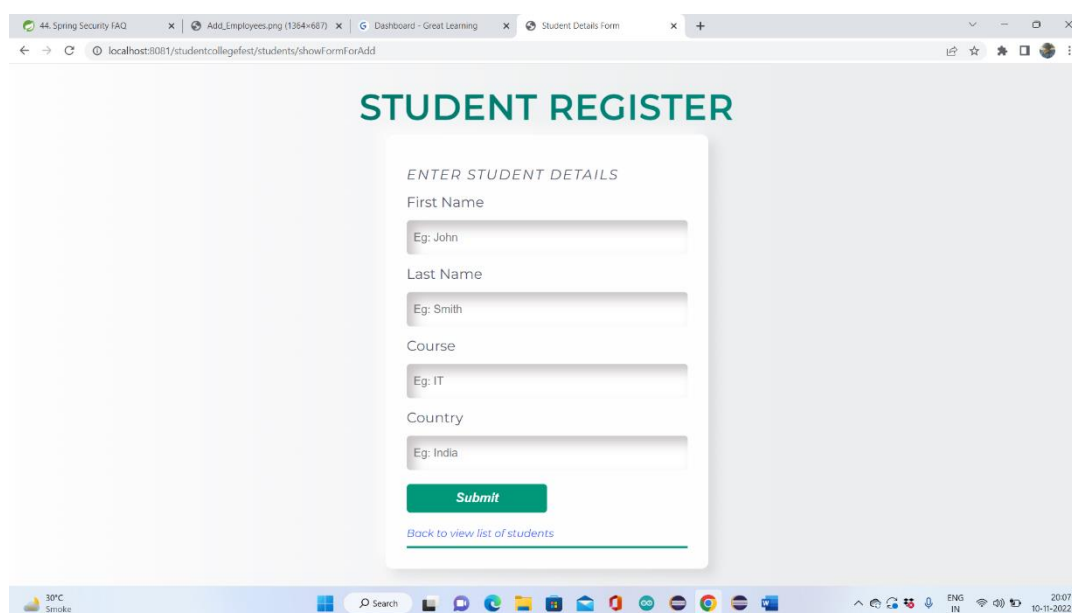 44. Spring Security FAQ
Add_Employees.png (1364×687)
Dashboard - Great Learning
Student Details Form
localhost:8081/studentcollegefest/students/showFormForAdd
STUDENT REGISTER
ENTER STUDENT DETAILS
First Name
Eg: John
Last Name
Eg: Smith
Course
Eg: IT
Country
Eg: India
Submit
Back to view list of students
30°C
Smoke
Search
ENG
IN
20:07
10-11-2022